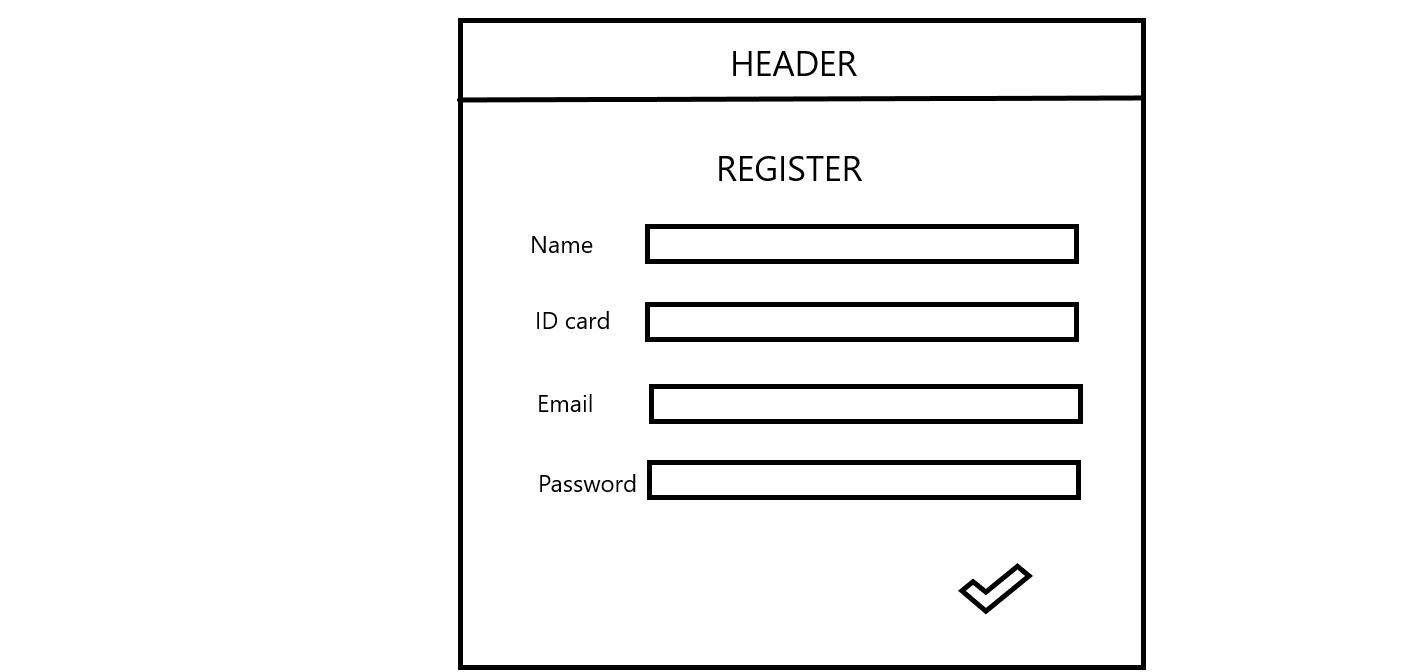 HEADER
REGISTER
Name
ID card
Email
Password